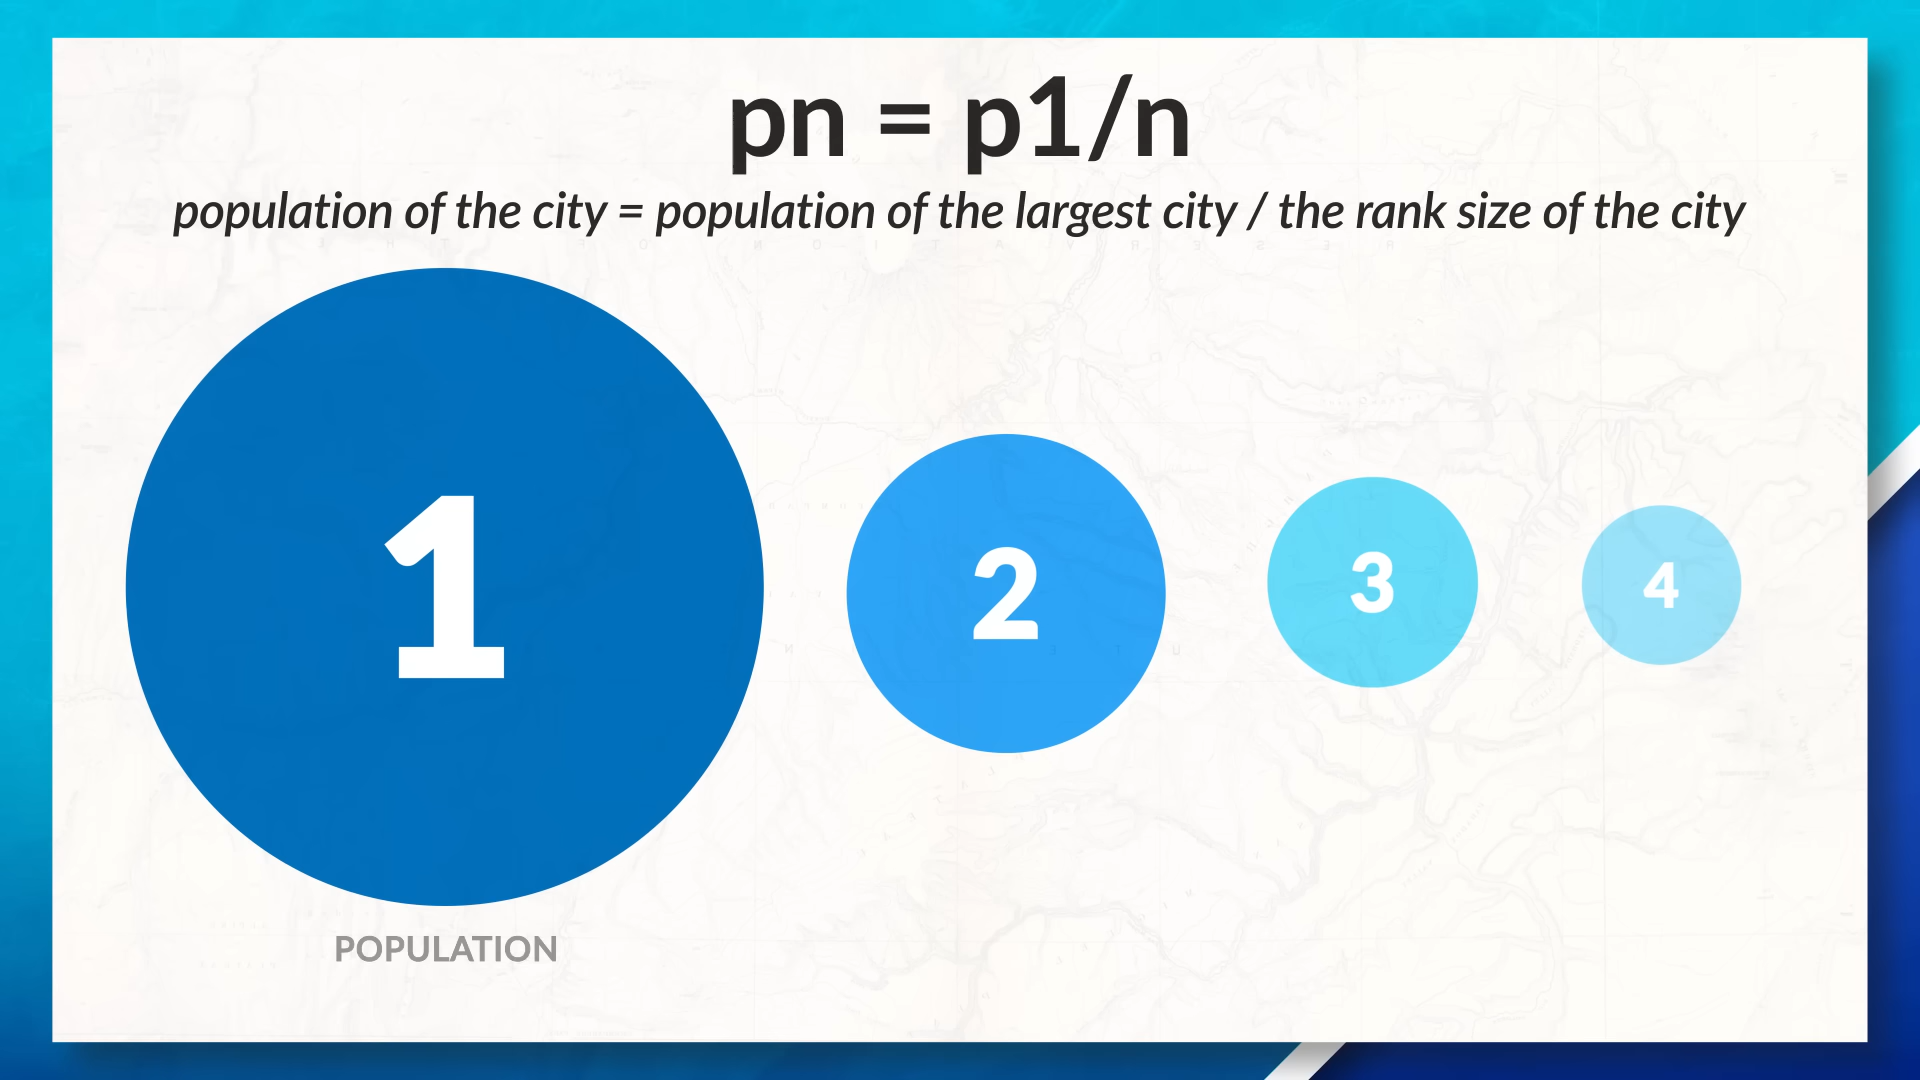 pn = p1/n
population of the city = population of the largest city / the rank size of the city
1
2
3
4
POPULATION